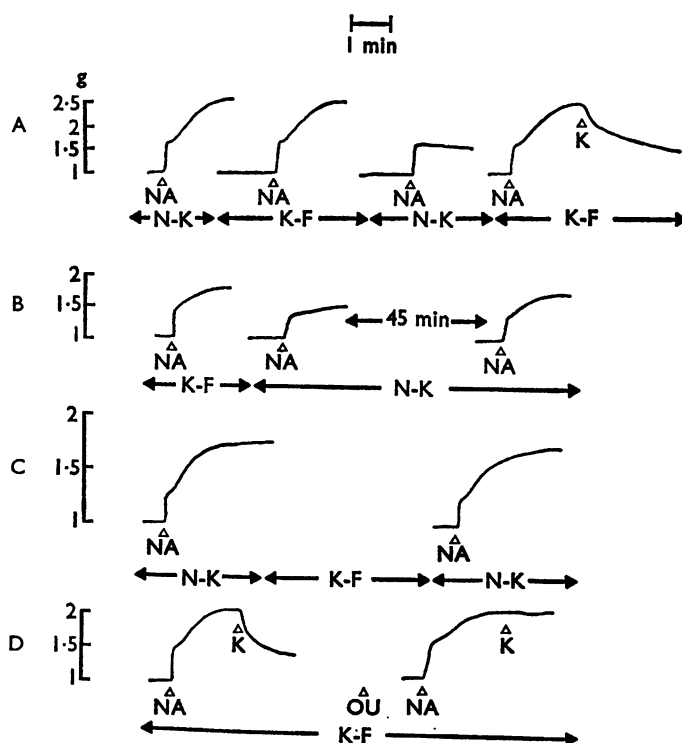 1 min
g
A
2·5
2
1·5
1
K
NA NA NA NA
N-K K-F N-K K-F
B
2
1·5
1
45 min
NA NA NA
K-F N-K
C
2
1·5
1
NA NA
N-K K-F N-K
D
2
1·5
1
K K
NA OU NA
K-F